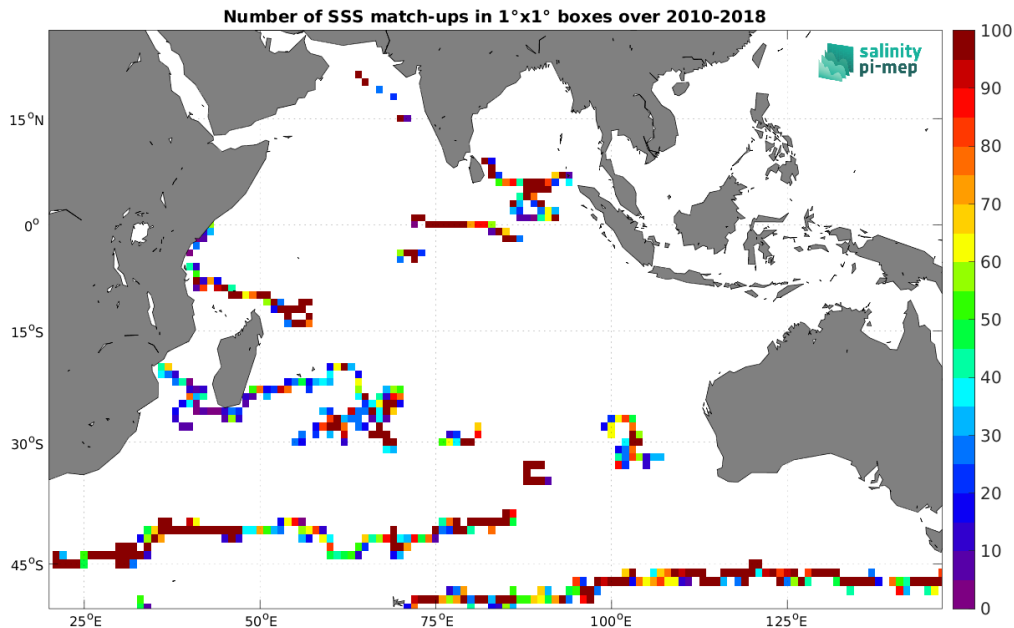 Number of SSS match-ups in 1°x1° boxes over 2010-2018
salinity
pi-mep
15°N
0°
15°S
30°S
45°S
25°E
50°E
75°E
100°E
125°E
100
90
80
70
60
50
40
30
20
10
0